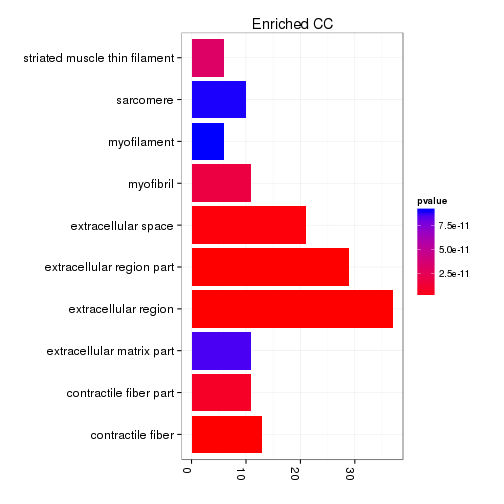 Enriched CC
striated muscle thin filament
sarcomere
myofilament
myofibril
extracellular space
extracellular region part
extracellular region
extracellular matrix part
contractile fiber part
contractile fiber
0
10
20
30
pvalue
7.5e-11
5.0e-11
2.5e-11